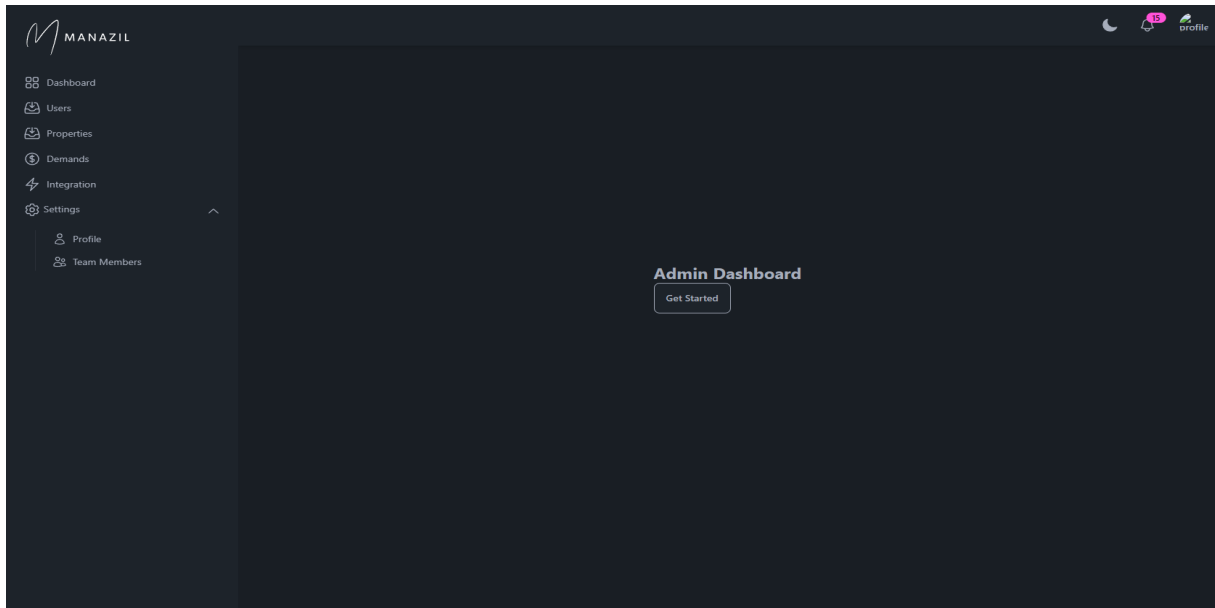 MANAZIL
15
profile
Dashboard
Users
Properties
Demands
Integration
Settings
Profile
Team Members
Admin Dashboard
Get Started